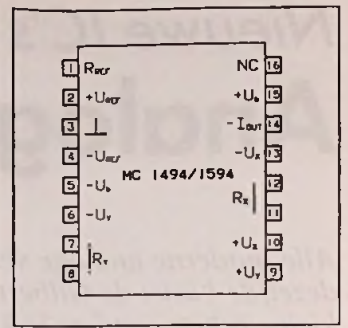 1 R_REF
2 +U_REF
3
4 -U_REF
5 -U_b
6 -U_Y
7
8 R_Y
MC 1494/1594
NC 16
+U_b 15
-I_OUT 14
-U_X 13
12
R_X
11
+U_X 10
+U_Y 9